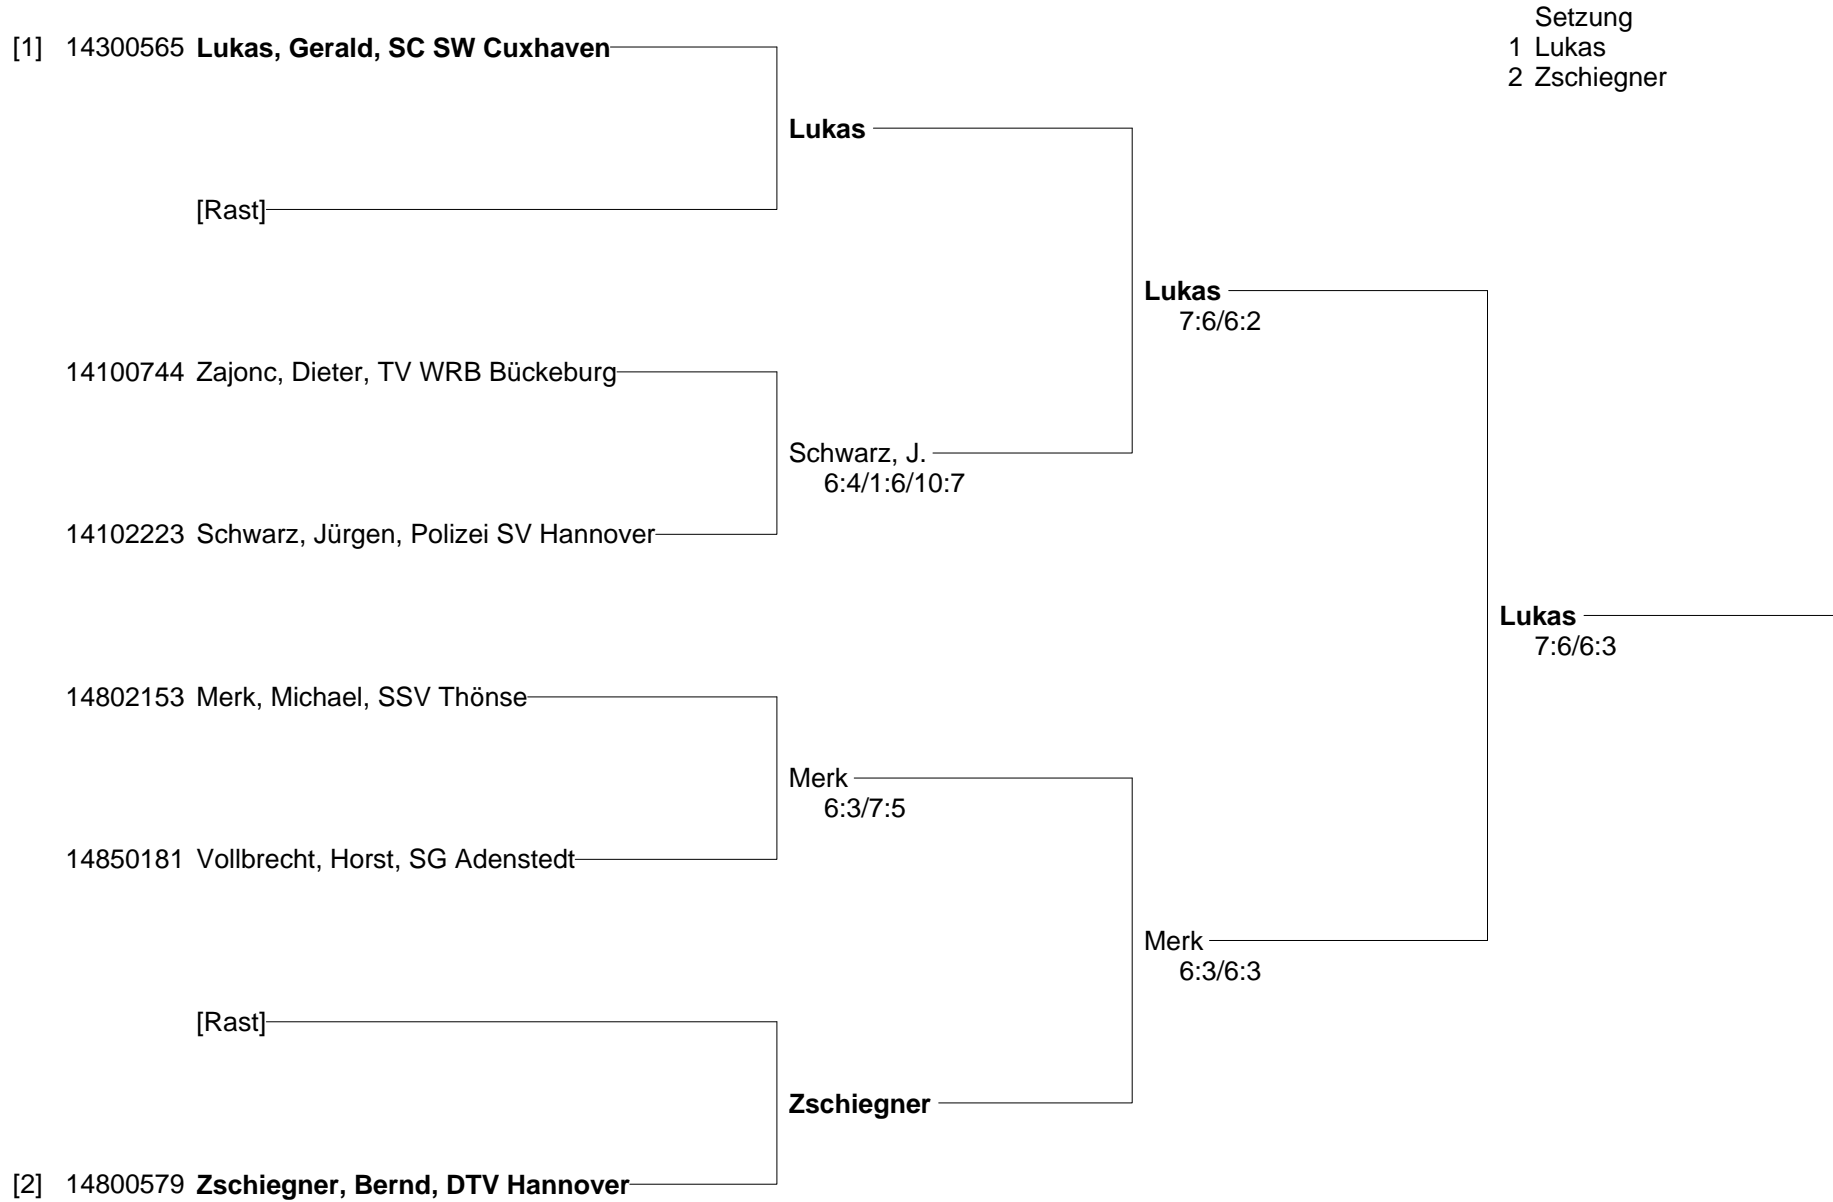 Setzung
1 Lukas
2 Zschiegner
[1] 14300565 Lukas, Gerald, SC SW Cuxhaven
Lukas
[Rast]
Lukas
7:6/6:2
14100744 Zajonc, Dieter, TV WRB Bückeburg
Schwarz, J.
6:4/1:6/10:7
14102223 Schwarz, Jürgen, Polizei SV Hannover
Lukas
7:6/6:3
14802153 Merk, Michael, SSV Thönse
Merk
6:3/7:5
14850181 Vollbrecht, Horst, SG Adenstedt
Merk
6:3/6:3
[Rast]
Zschiegner
[2] 14800579 Zschiegner, Bernd, DTV Hannover